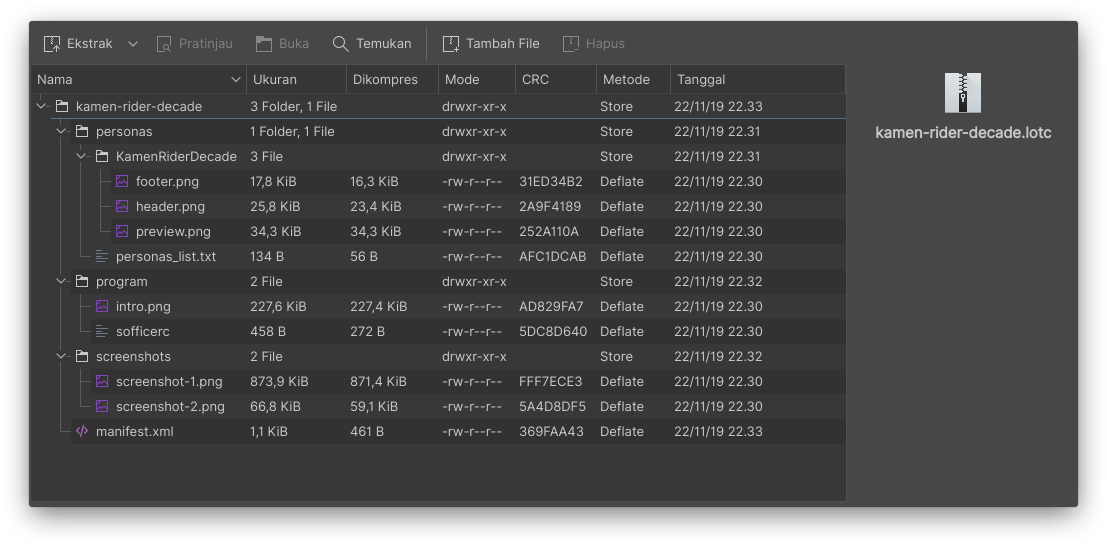 Ekstrak Pratinjau Buka Temukan Tambah File Hapus
Nama Ukuran Dikompres Mode CRC Metode Tanggal
kamen-rider-decade 3 Folder, 1 File drwxr-xr-x Store 22/11/19 22.33
personas 1 Folder, 1 File drwxr-xr-x Store 22/11/19 22.31
KamenRiderDecade 3 File drwxr-xr-x Store 22/11/19 22.31
footer.png 17,8 KiB 16,3 KiB -rw-r--r-- 31ED34B2 Deflate 22/11/19 22.30
header.png 25,8 KiB 23,4 KiB -rw-r--r-- 2A9F4189 Deflate 22/11/19 22.30
preview.png 34,3 KiB 34,3 KiB -rw-r--r-- 252A110A Deflate 22/11/19 22.30
personas_list.txt 134 B 56 B -rw-r--r-- AFC1DCAB Deflate 22/11/19 22.30
program 2 File drwxr-xr-x Store 22/11/19 22.32
intro.png 227,6 KiB 227,4 KiB -rw-r--r-- AD829FA7 Deflate 22/11/19 22.30
sofficerc 458 B 272 B -rw-r--r-- 5DC8D640 Deflate 22/11/19 22.30
screenshots 2 File drwxr-xr-x Store 22/11/19 22.32
screenshot-1.png 873,9 KiB 871,4 KiB -rw-r--r-- FFF7ECE3 Deflate 22/11/19 22.30
screenshot-2.png 66,8 KiB 59,1 KiB -rw-r--r-- 5A4D8DF5 Deflate 22/11/19 22.30
manifest.xml 1,1 KiB 461 B -rw-r--r-- 369FAA43 Deflate 22/11/19 22.33
kamen-rider-decade.lotc